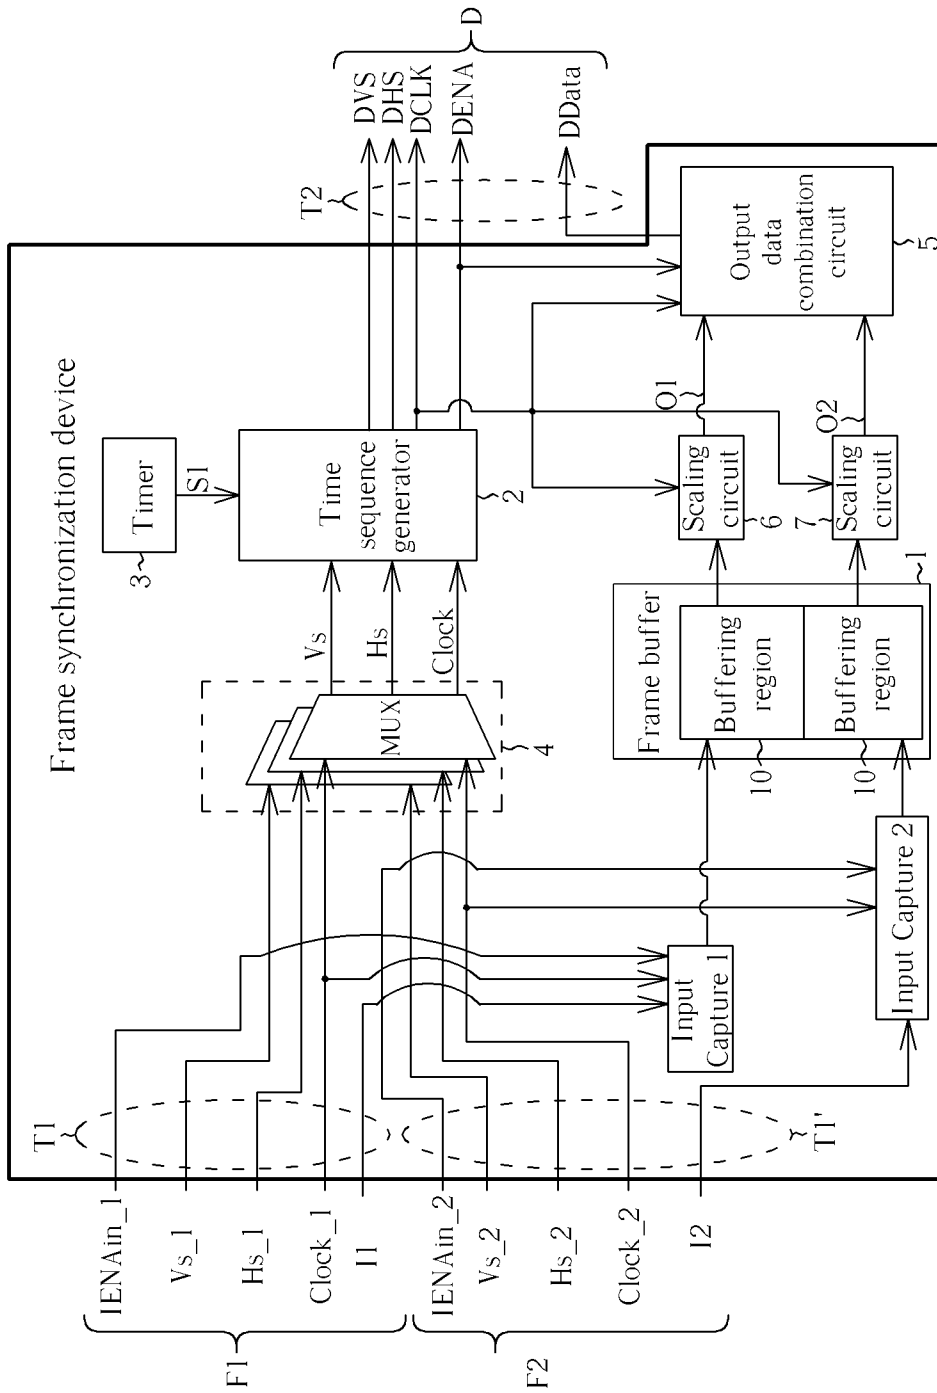 Frame synchronization device
F1
IENAin_1
Vs_1
Hs_1
Clock_1
I1
F2
IENAin_2
Vs_2
Hs_2
Clock_2
I2
T1
T1'
Input
Capture 1
Input Capture 2
MUX
4
Vs
Hs
Clock
3
Timer
S1
Time
sequence
generator
2
Frame buffer
1
Buffering
region
10
Buffering
region
10
Scaling
circuit
6
Scaling
circuit
7
O1
O2
Output
data
combination
circuit
5
T2
DVS
DHS
DCLK
DENA
DData
D